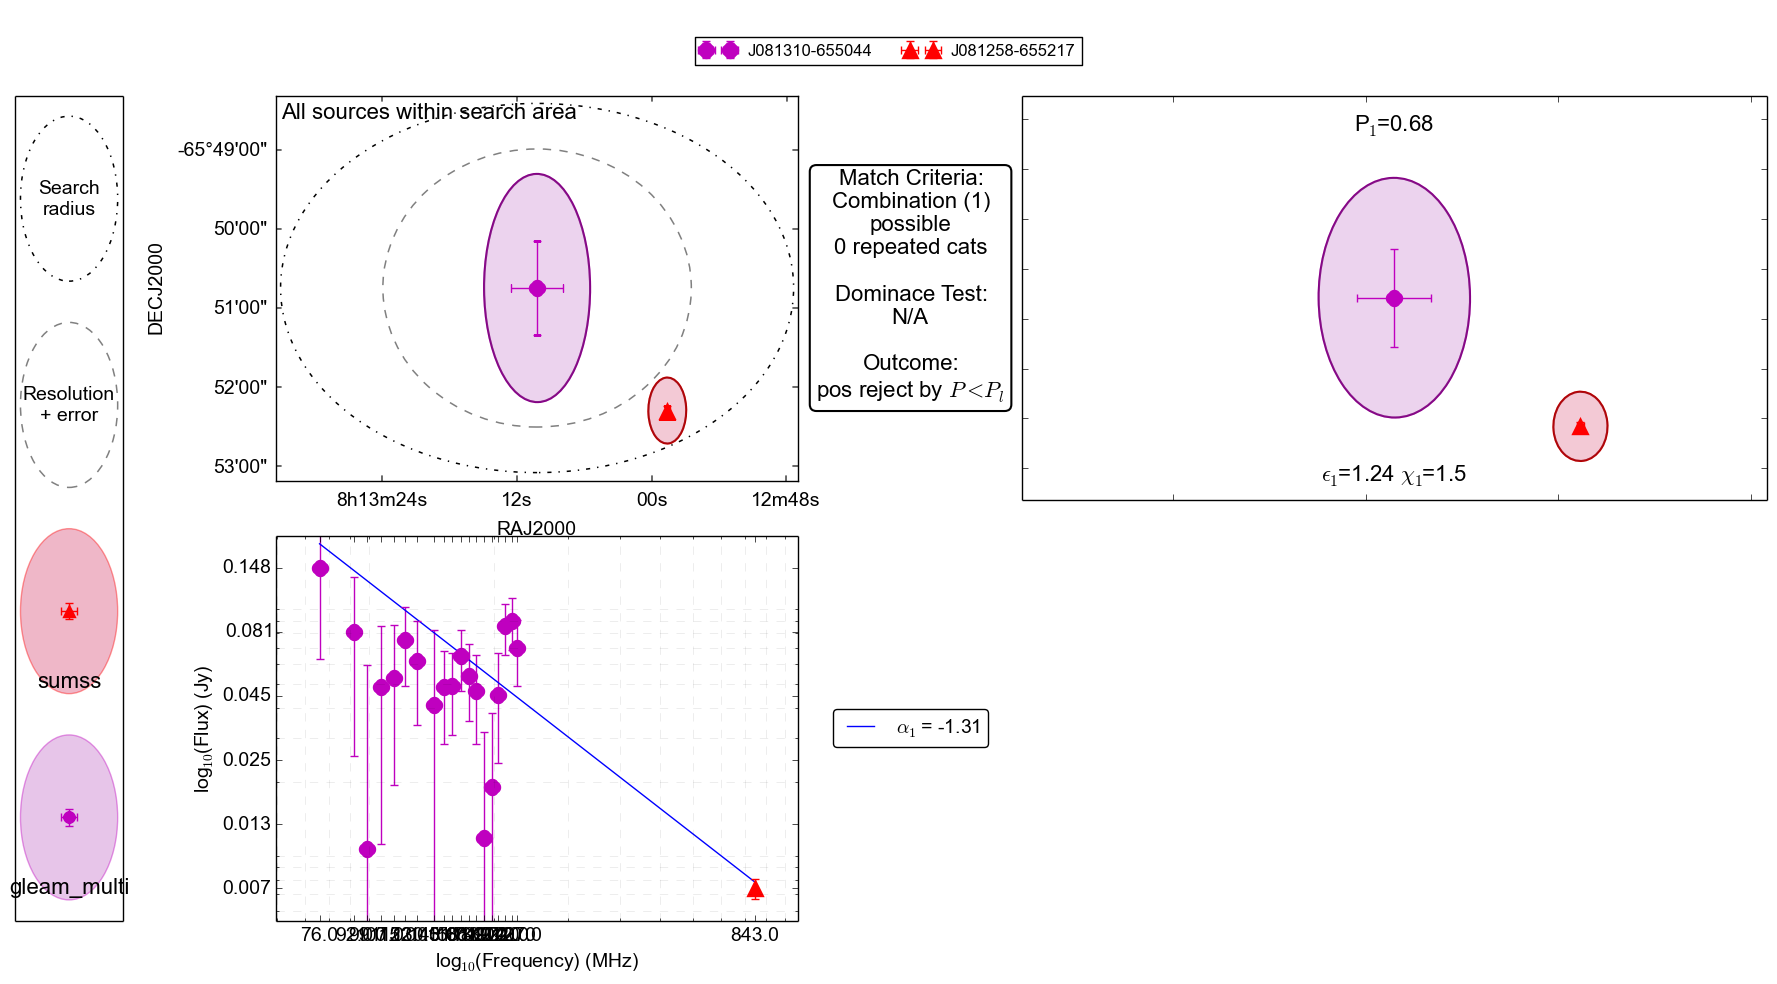 J081310-655044 J081258-655217
Search
radius
Resolution
+ error
sumss
gleam_multi
All sources within search area
DECJ2000
-65°49'00"
50'00"
51'00"
52'00"
53'00"
8h13m24s 12s 00s 12m48s
RAJ2000
Match Criteria:
Combination (1)
possible
0 repeated cats
Dominace Test:
N/A
Outcome:
pos reject by P<P_l
P₁=0.68
ϵ₁=1.24 χ₁=1.5
log₁₀(Flux) (Jy)
0.148
0.081
0.045
0.025
0.013
0.007
76.0 843.0
log₁₀(Frequency) (MHz)
α₁ = -1.31